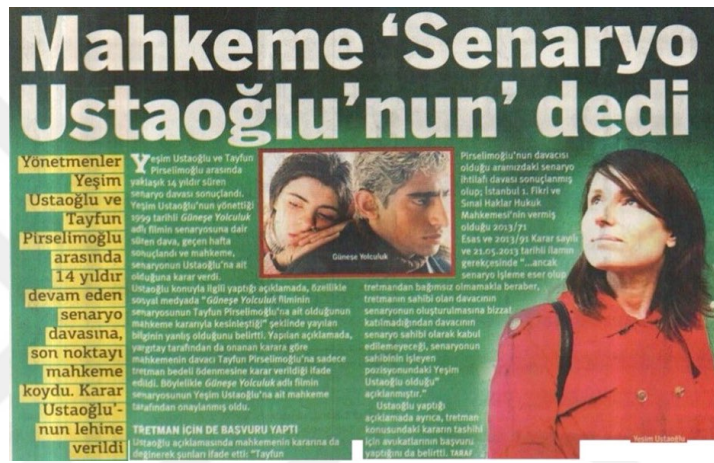 Mahkeme ‘Senaryo
Ustaoğlu’nun’ dedi
Yönetmenler
Yeşim
Ustaoğlu ve
Tayfun
Pirselimoğlu
arasında
14 yıldır
devam eden
senaryo
davasına,
son noktayı
mahkeme
koydu. Karar
Ustaoğlu’-
nun lehine
verildi
Yeşim Ustaoğlu ve Tayfun
Pirselimoğlu arasında
yaklaşık 14 yıldır süren
senaryo davası sonuçlandı.
Yeşim Ustaoğlu’nun yönettiği
1999 tarihli Güneşe Yolculuk
adlı filmin senaryosuna dair
süren dava, geçen hafta
sonuçlandı ve mahkeme,
senaryonun Ustaoğlu’na ait
olduğuna karar verdi.
Ustaoğlu konuyla ilgili yaptığı açıklamada, özellikle
sosyal medyada “Güneşe Yolculuk filminin
senaryosunun Tayfun Pirselimoğlu’na ait olduğunun
mahkeme kararıyla kesinleştiği” şeklinde yayılan
bilginin yanlış olduğunu belirtti. Yapılan açıklamada,
yargıtay tarafından da onanan karara göre
mahkemenin davacı Tayfun Pirselimoğlu’na sadece
tretman bedeli ödenmesine karar verildiği ifade
edildi. Böylelikle Güneşe Yolculuk adlı filmin
senaryosunun Yeşim Ustaoğlu’na ait mahkeme
tarafından onaylanmış oldu.
TRETMAN İÇİN DE BAŞVURU YAPTI
Ustaoğlu açıklamasında mahkemenin kararına da
değinerek şunları ifade etti: “Tayfun
Güneşe Yolculuk
Pirselimoğlu’nun davacısı
olduğu aramızdaki senaryo
ihtilafı davası sonuçlanmış
olup; İstanbul 1. Fikri ve
Sınai Haklar Hukuk
Mahkemesi’nin vermiş
olduğu 2013/71
Esas ve 2013/91 Karar sayılı
ve 21.05.2013 tarihli ilamın
gerekçesinde “...ancak
senaryo işleme eser olup
tretmandan bağımsız olmamakla beraber,
tretmanın sahibi olan davacının
senaryonun oluşturulmasına bizzat
katılmadığından davacının
senaryo sahibi olarak kabul
edilemeyeceği, senaryonun
sahibinin işleyen
pozisyonundaki Yeşim
Ustaoğlu olduğu”
açıklanmıştır.”
Ustaoğlu yaptığı
açıklamada ayrıca, tretman
konusundaki kararın tashihi
için avukatlarının başvuru
yaptığını da belirtti. TARAF
Yeşim Ustaoğlu